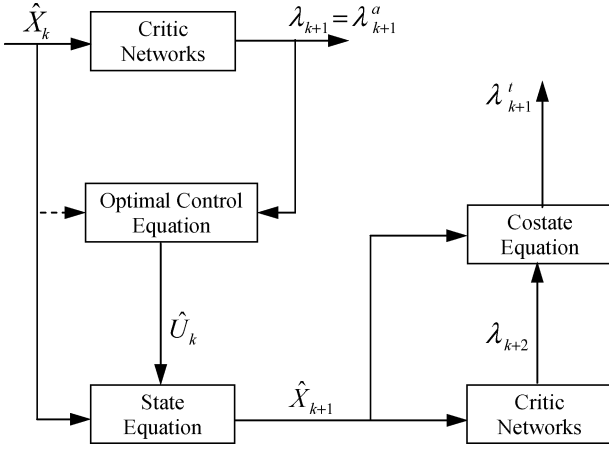 X̂_k
Critic
Networks
λ_{k+1} = λ^a_{k+1}
λ^t_{k+1}
Optimal Control
Equation
Costate
Equation
Û_k
λ_{k+2}
State
Equation
X̂_{k+1}
Critic
Networks